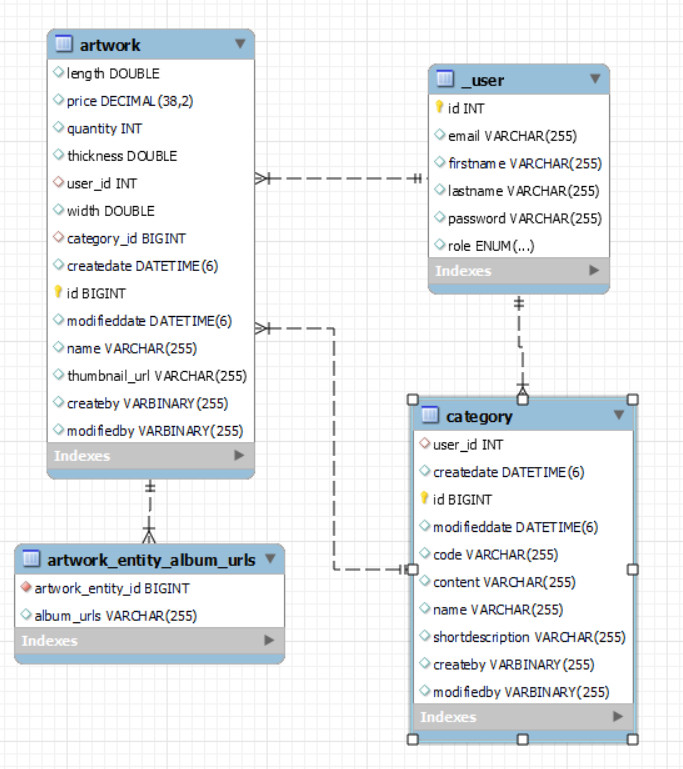 artwork
length DOUBLE
price DECIMAL(38,2)
quantity INT
thickness DOUBLE
user_id INT
width DOUBLE
category_id BIGINT
createdate DATETIME(6)
id BIGINT
modifieddate DATETIME(6)
name VARCHAR(255)
thumbnail_url VARCHAR(255)
createby VARBINARY(255)
modifiedby VARBINARY(255)
Indexes
_user
id INT
email VARCHAR(255)
firstname VARCHAR(255)
lastname VARCHAR(255)
password VARCHAR(255)
role ENUM(...)
Indexes
category
user_id INT
createdate DATETIME(6)
id BIGINT
modifieddate DATETIME(6)
code VARCHAR(255)
content VARCHAR(255)
name VARCHAR(255)
shortdescription VARCHAR(255)
createby VARBINARY(255)
modifiedby VARBINARY(255)
Indexes
artwork_entity_album_urls
artwork_entity_id BIGINT
album_urls VARCHAR(255)
Indexes